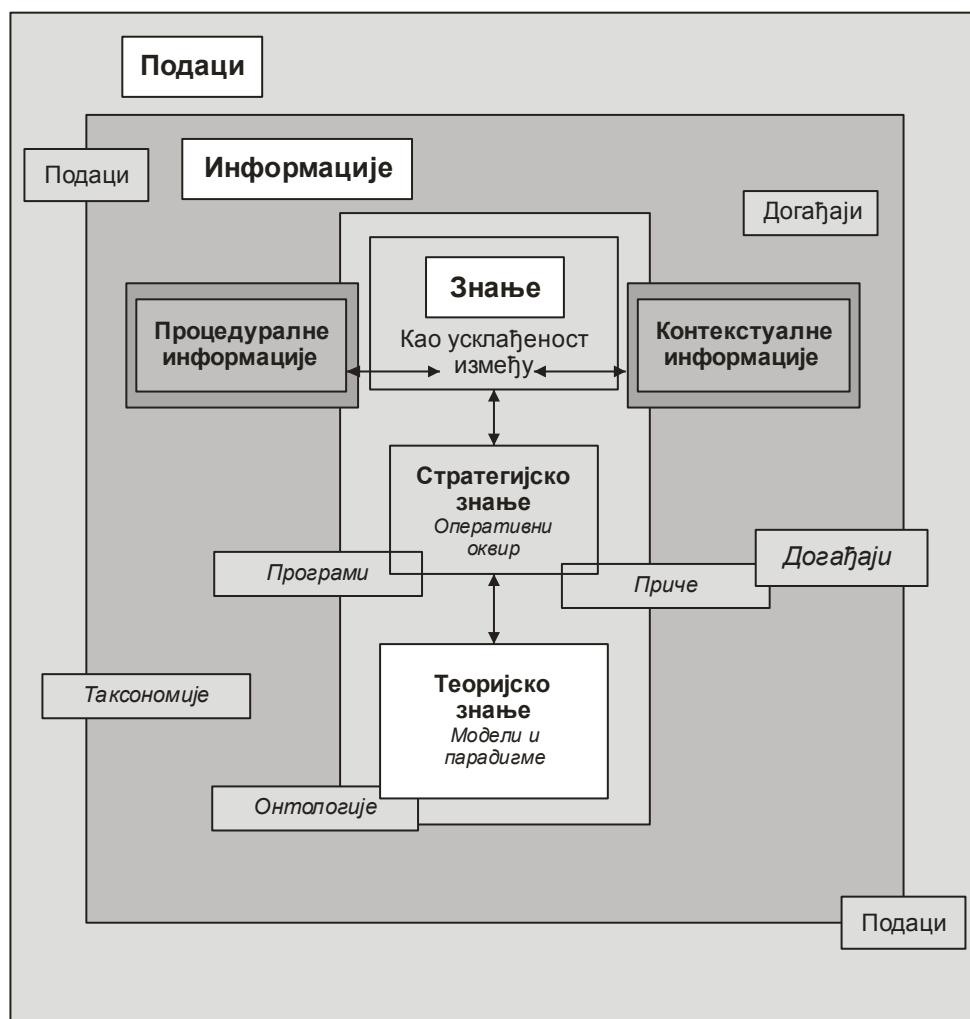 Подаци
Подаци
Информације
Догађаји
Знање
Као усклађеност
између
Процедуралне
информације
Контекстуалне
информације
Стратегијско
знање
Оперативни
оквир
Програми
Приче
Догађаји
Теоријско
знање
Модели и
парадигме
Таксономије
Онтологије
Подаци